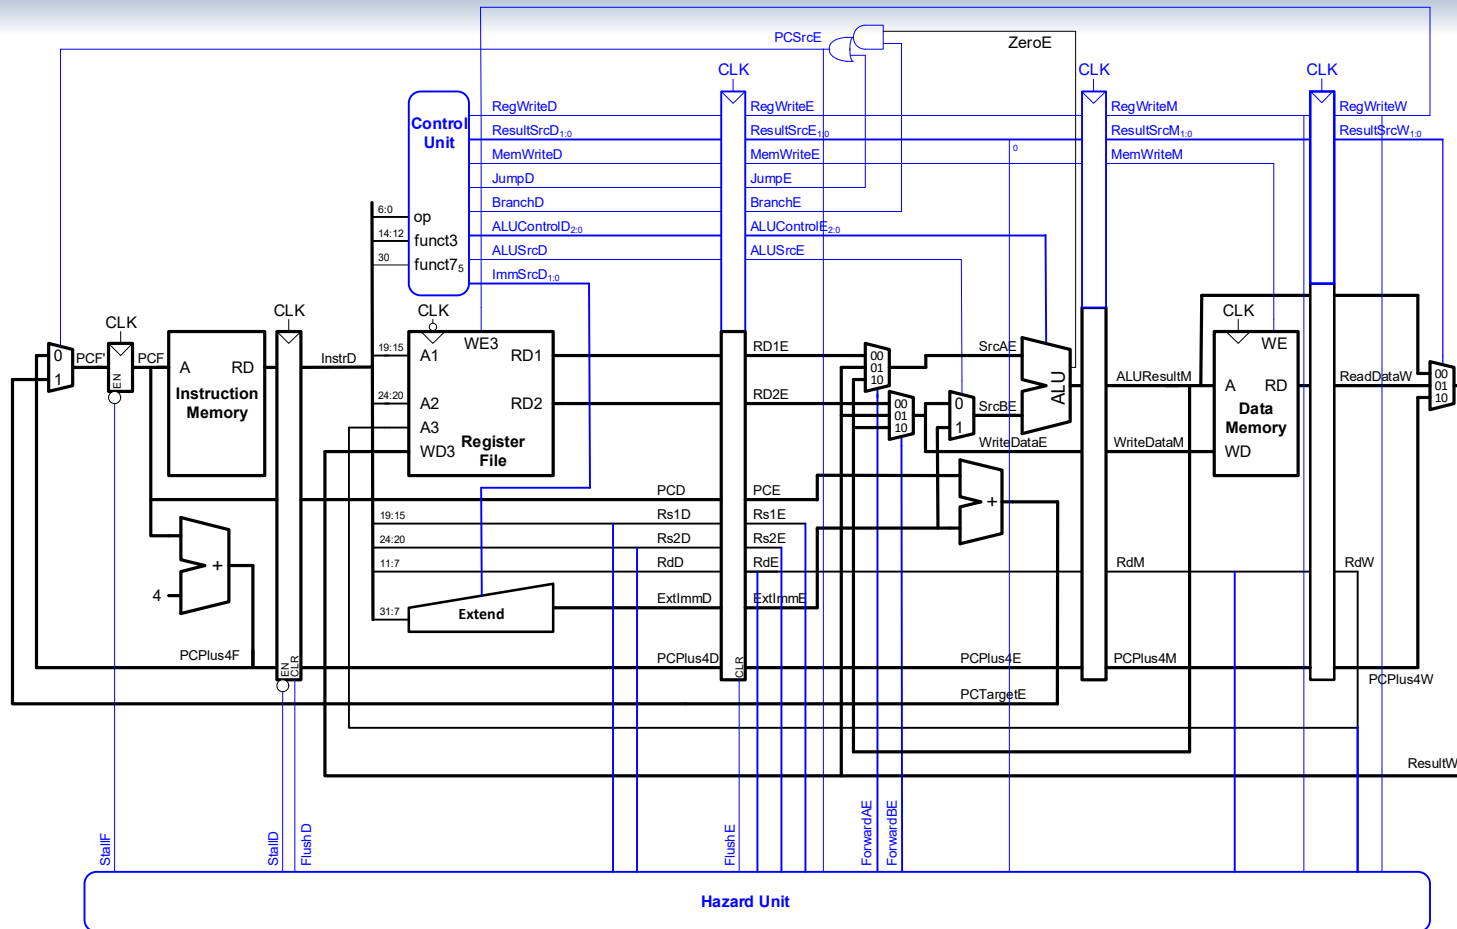 PCSrcE
ZeroE
CLK
CLK
CLK
Control
Unit
RegWriteD
RegWriteE
RegWriteM
RegWriteW
ResultSrcD1:0
ResultSrcE1:0
0
ResultSrcM1:0
ResultSrcW1:0
MemWriteD
MemWriteE
MemWriteM
JumpD
JumpE
6:0
op
BranchD
BranchE
14:12
funct3
ALUControlD2:0
ALUControlE2:0
30
funct75
ALUSrcD
ALUSrcE
ImmSrcD1:0
CLK
CLK
CLK
CLK
0
1
PCF'
EN
PCF
A
RD
Instruction
Memory
InstrD
19:15
A1
WE3
RD1
RD1E
00
01
10
SrcAE
ALU
ALUResultM
WE
A
RD
Data
Memory
WD
ReadDataW
00
01
10
24:20
A2
RD2
RD2E
00
01
10
0
1
SrcBE
A3
WD3
Register
File
WriteDataE
WriteDataM
PCD
PCE
+
19:15
Rs1D
Rs1E
24:20
Rs2D
Rs2E
11:7
RdD
RdE
RdM
RdW
+
4
31:7
Extend
ExtImmD
ExtImmE
PCPlus4F
EN
CLR
PCPlus4D
CLR
PCPlus4E
PCPlus4M
PCPlus4W
PCTargetE
ResultW
StallF
StallD
FlushD
FlushE
ForwardAE
ForwardBE
Hazard Unit